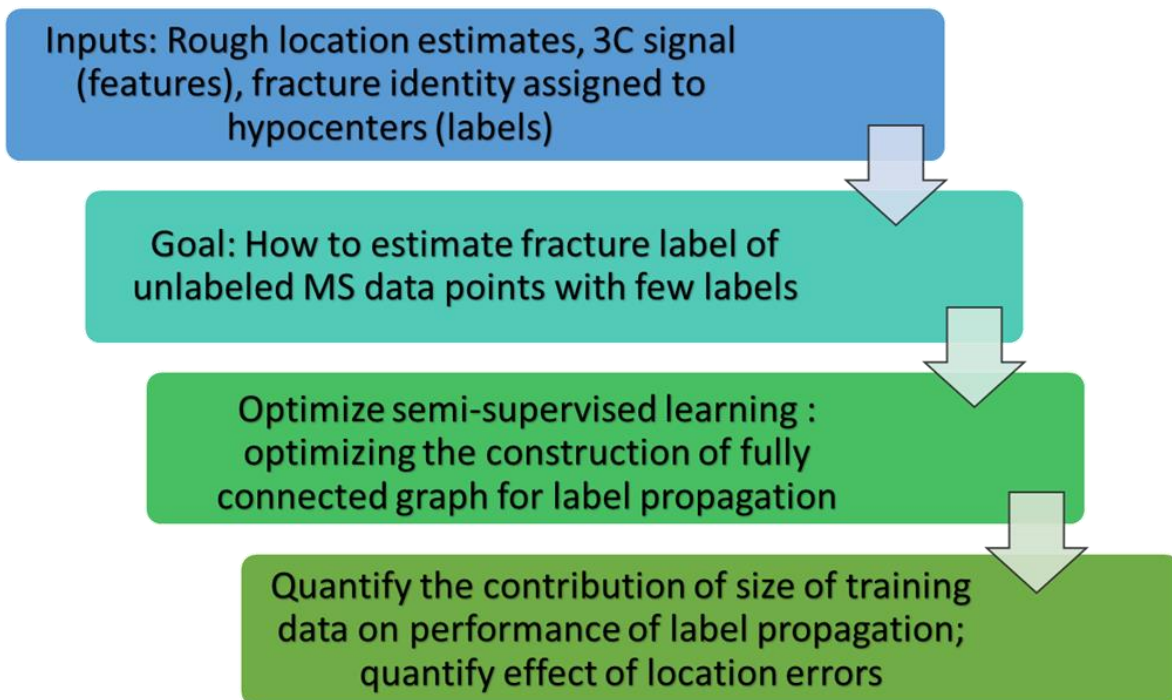 Inputs: Rough location estimates, 3C signal
(features), fracture identity assigned to
hypocenters (labels)
Goal: How to estimate fracture label of
unlabeled MS data points with few labels
Optimize semi-supervised learning :
optimizing the construction of fully
connected graph for label propagation
Quantify the contribution of size of training
data on performance of label propagation;
quantify effect of location errors